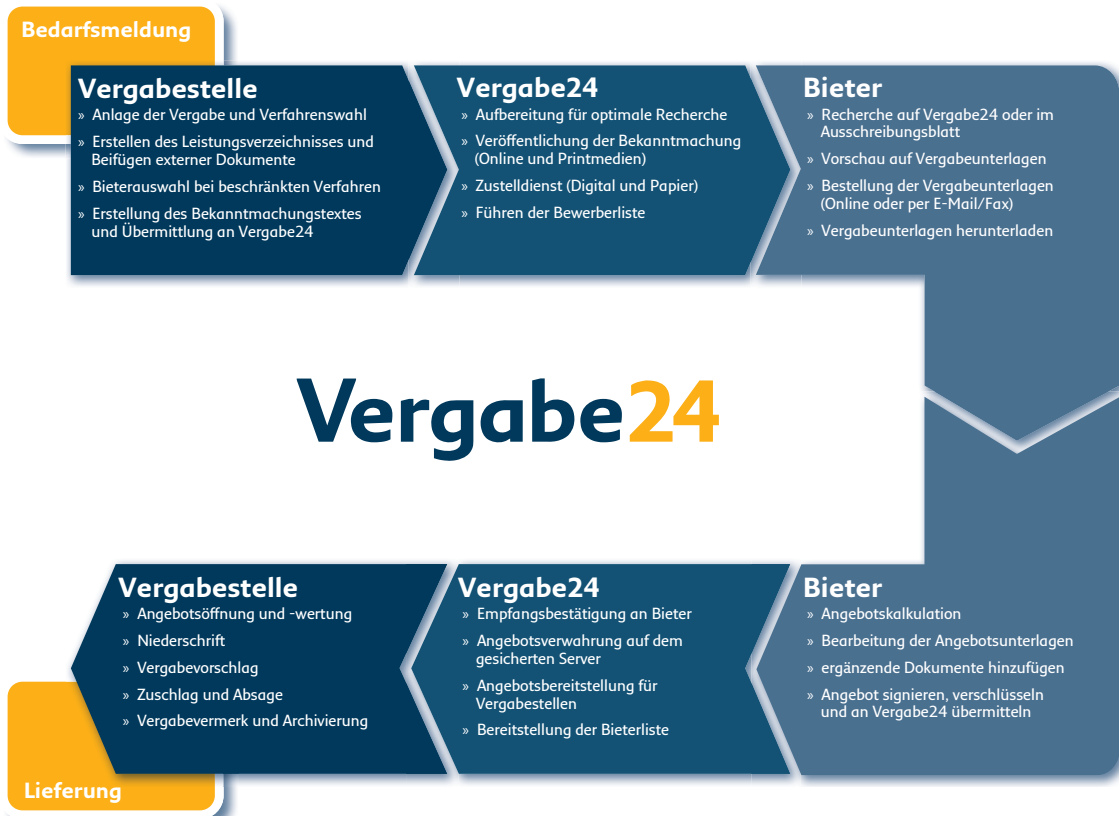 Bedarfsmeldung
Vergabestelle
» Anlage der Vergabe und Verfahrenswahl
» Erstellen des Leistungsverzeichnisses und
Beifügen externer Dokumente
» Bieterauswahl bei beschränkten Verfahren
» Erstellung des Bekanntmachungstextes
und Übermittlung an Vergabe24
Vergabe24
» Aufbereitung für optimale Recherche
» Veröffentlichung der Bekanntmachung
(Online und Printmedien)
» Zustelldienst (Digital und Papier)
» Führen der Bewerberliste
Bieter
» Recherche auf Vergabe24 oder im
Ausschreibungsblatt
» Vorschau auf Vergabeunterlagen
» Bestellung der Vergabeunterlagen
(Online oder per E-Mail/Fax)
» Vergabeunterlagen herunterladen
Vergabe24
Vergabestelle
» Angebotsöffnung und -wertung
» Niederschrift
» Vergabevorschlag
» Zuschlag und Absage
» Vergabevermerk und Archivierung
Vergabe24
» Empfangsbestätigung an Bieter
» Angebotsverwahrung auf dem
gesicherten Server
» Angebotsbereitstellung für
Vergabestellen
» Bereitstellung der Bieterliste
Bieter
» Angebotskalkulation
» Bearbeitung der Angebotsunterlagen
» ergänzende Dokumente hinzufügen
» Angebot signieren, verschlüsseln
und an Vergabe24 übermitteln
Lieferung